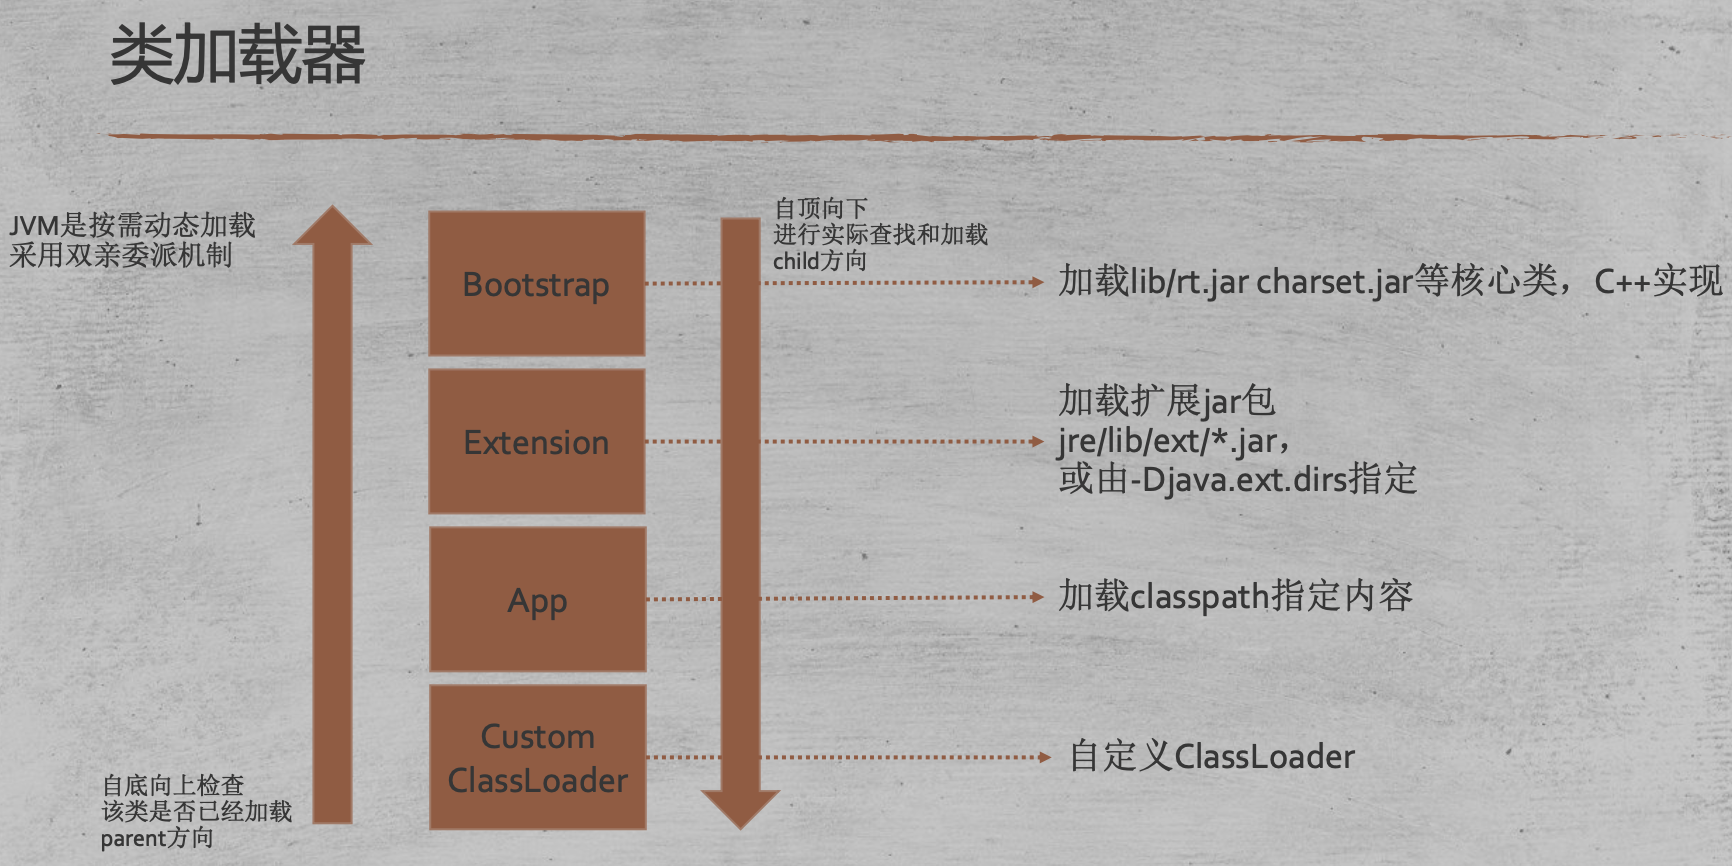 类加载器
JVM是按需动态加载
采用双亲委派机制
自底向上检查
该类是否已经加载
parent方向
Bootstrap
Extension
App
Custom
ClassLoader
自顶向下
进行实际查找和加载
child方向
加载lib/rt.jar charset.jar等核心类，C++实现
加载扩展jar包
jre/lib/ext/*.jar，
或由-Djava.ext.dirs指定
加载classpath指定内容
自定义ClassLoader